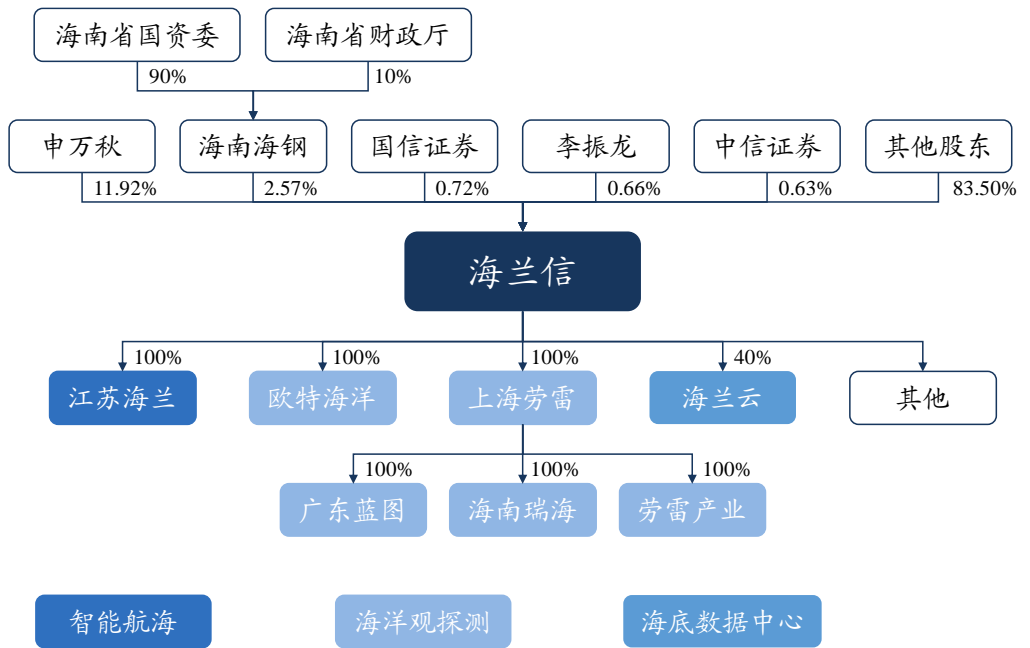 海南省国资委
海南省财政厅
90%
10%
申万秋
海南海钢
国信证券
李振龙
中信证券
其他股东
11.92%
2.57%
0.72%
0.66%
0.63%
83.50%
海兰信
100%
100%
100%
40%
江苏海兰
欧特海洋
上海劳雷
海兰云
其他
100%
100%
100%
广东蓝图
海南瑞海
劳雷产业
智能航海
海洋观探测
海底数据中心